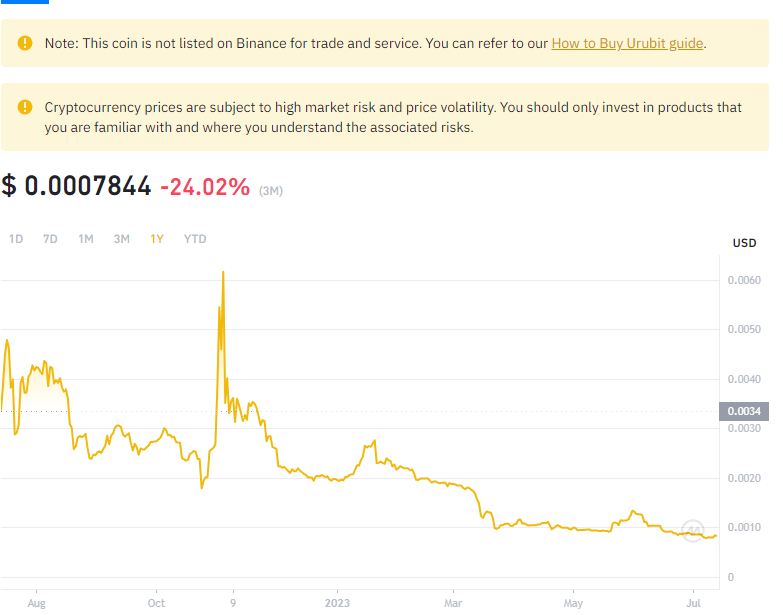 Note: This coin is not listed on Binance for trade and service. You can refer to our How to Buy Urubit guide.
Cryptocurrency prices are subject to high market risk and price volatility. You should only invest in products that
you are familiar with and where you understand the associated risks.
$ 0.0007844 -24.02% (3M)
1D 7D 1M 3M 1Y YTD
USD
0.0060
0.0050
0.0040
0.0034
0.0030
0.0020
0.0010
0
Aug Oct 9 2023 Mar May Jul